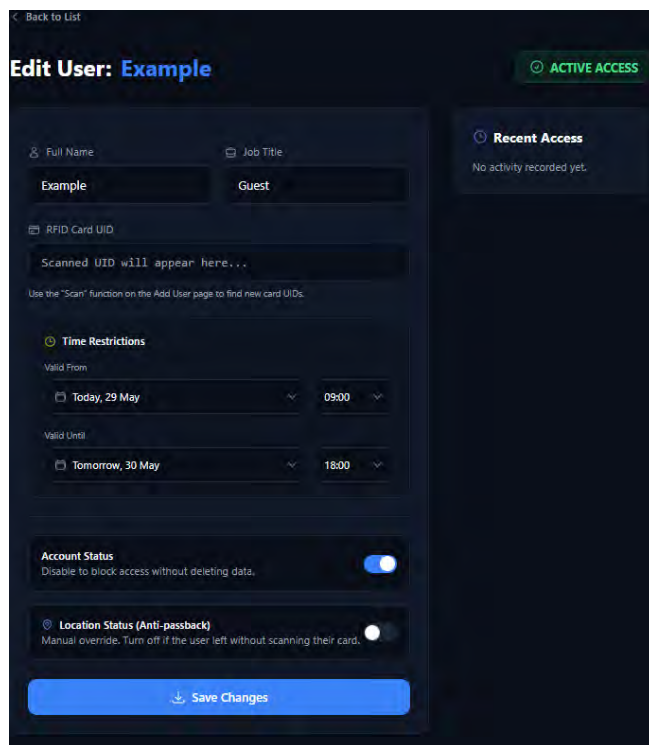 Back to List
Edit User: Example
ACTIVE ACCESS
Full Name
Job Title
Example
Guest
RFID Card UID
Scanned UID will appear here...
Use the "Scan" function on the Add User page to find new card UIDs.
Time Restrictions
Valid From
Today, 29 May
09:00
Valid Until
Tomorrow, 30 May
18:00
Account Status
Disable to block access without deleting data.
Location Status (Anti-passback)
Manual override. Turn off if the user left without scanning their card.
Save Changes
Recent Access
No activity recorded yet.